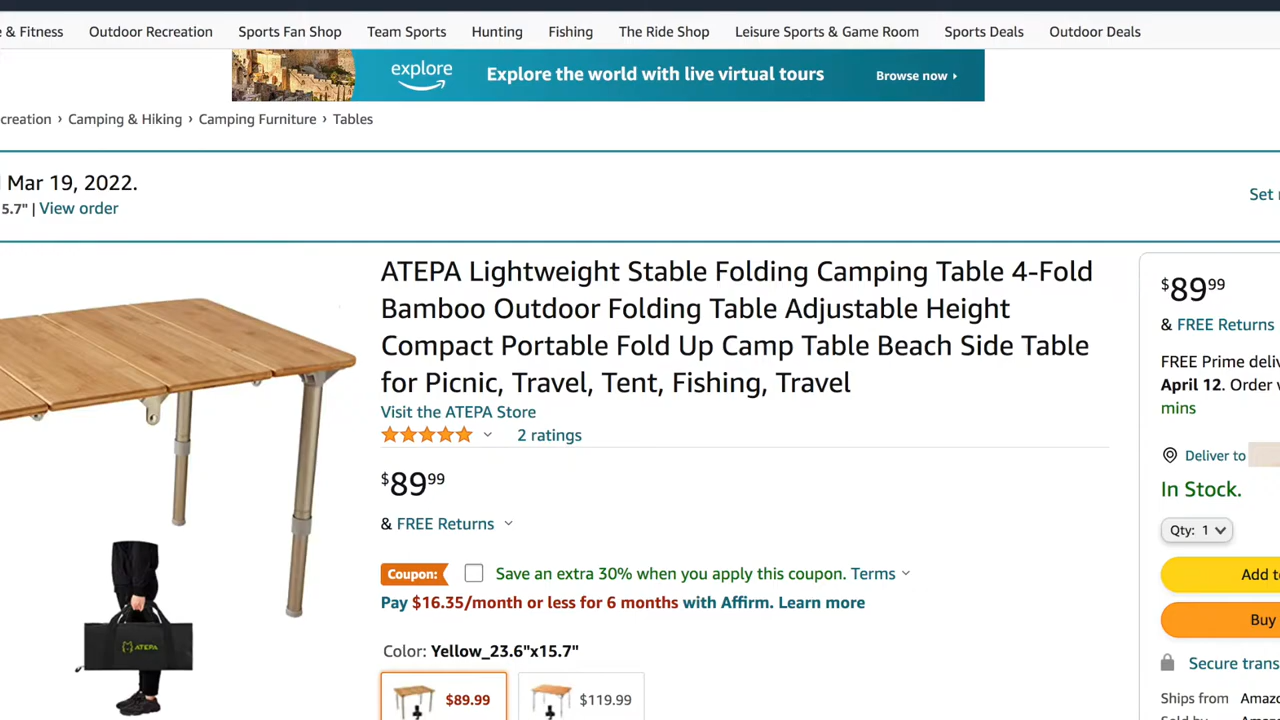 & Fitness Outdoor Recreation Sports Fan Shop Team Sports Hunting Fishing The Ride Shop Leisure Sports & Game Room Sports Deals Outdoor Deals
explore Explore the world with live virtual tours Browse now ›
creation › Camping & Hiking › Camping Furniture › Tables
Mar 19, 2022.
5.7" | View order
Set
ATEPA Lightweight Stable Folding Camping Table 4-Fold
Bamboo Outdoor Folding Table Adjustable Height
Compact Portable Fold Up Camp Table Beach Side Table
for Picnic, Travel, Tent, Fishing, Travel
Visit the ATEPA Store
2 ratings
$89.99
& FREE Returns
Coupon: Save an extra 30% when you apply this coupon. Terms
Pay $16.35/month or less for 6 months with Affirm. Learn more
Color: Yellow_23.6"x15.7"
$89.99 $119.99
ATEPA
$89.99
& FREE Returns
FREE Prime deli
April 12. Order
mins
Deliver to
In Stock.
Qty: 1
Add t
Buy
Secure trans
Ships from Amazo